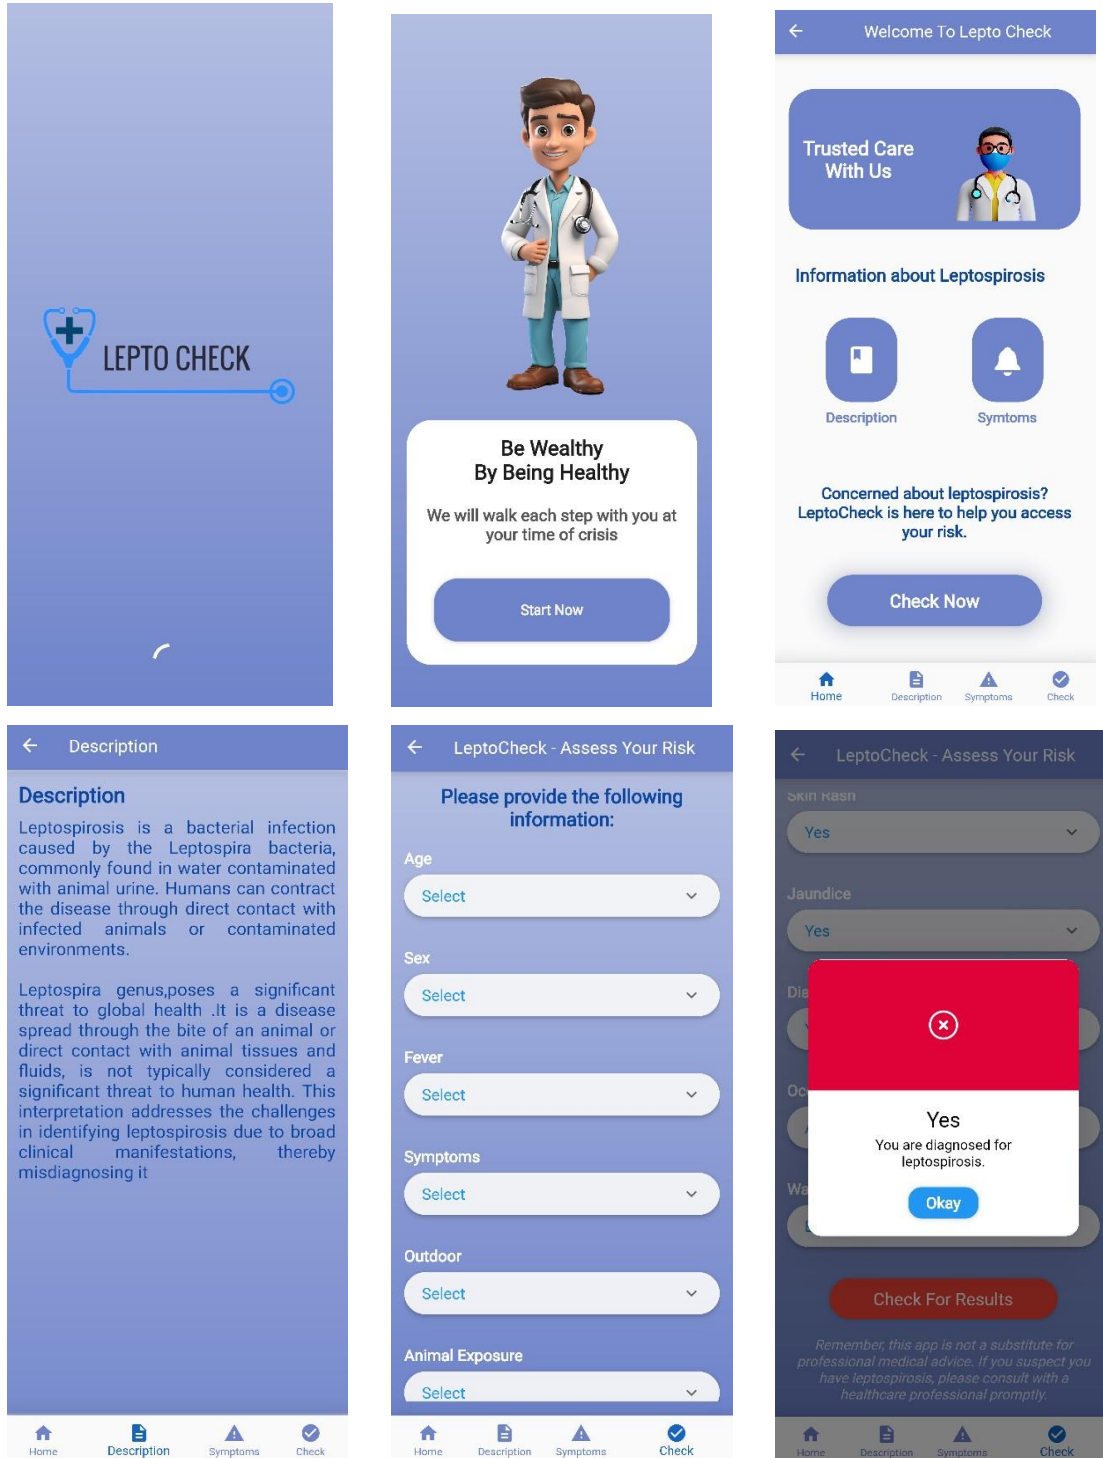 LEPTO CHECK
Be Wealthy
By Being Healthy
We will walk each step with you at
your time of crisis
Start Now
Welcome To Lepto Check
Trusted Care
With Us
Information about Leptospirosis
Description
Symtoms
Concerned about leptospirosis?
LeptoCheck is here to help you access
your risk.
Check Now
Home
Description
Symptoms
Check
Description
Description
Leptospirosis is a bacterial infection
caused by the Leptospira bacteria,
commonly found in water contaminated
with animal urine. Humans can contract
the disease through direct contact with
infected animals or contaminated
environments.
Leptospira genus,poses a significant
threat to global health .It is a disease
spread through the bite of an animal or
direct contact with animal tissues and
fluids, is not typically considered a
significant threat to human health. This
interpretation addresses the challenges
in identifying leptospirosis due to broad
clinical manifestations, thereby
misdiagnosing it
Home
Description
Symptoms
Check
LeptoCheck - Assess Your Risk
Please provide the following
information:
Age
Select
Sex
Select
Fever
Select
Symptoms
Select
Outdoor
Select
Animal Exposure
Select
Home
Description
Symptoms
Check
LeptoCheck - Assess Your Risk
Skin Rash
Yes
Jaundice
Yes
Yes
You are diagnosed for
leptospirosis.
Okay
Check For Results
Remember, this app is not a substitute for
professional medical advice. If you suspect you
have leptospirosis, please consult with a
healthcare professional promptly.
Home
Description
Symptoms
Check